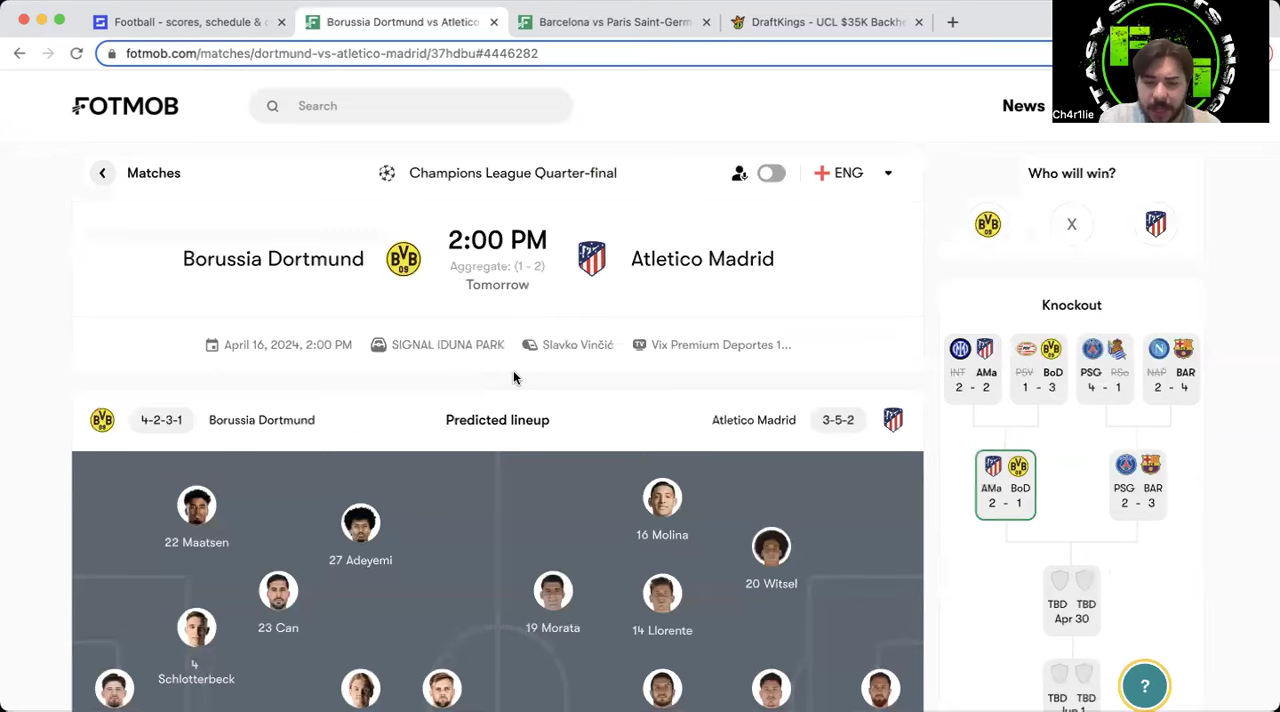 Football - scores, schedule &
Borussia Dortmund vs Atletico
Barcelona vs Paris Saint-Germ
DraftKings - UCL $35K Backhe
fotmob.com/matches/dortmund-vs-atletico-madrid/37hdbu#4446282
Ch4r1lie
FOTMOB
Search
News
Matches
Champions League Quarter-final
ENG
Who will win?
X
Borussia Dortmund
2:00 PM
Atletico Madrid
Aggregate: (1 - 2)
Tomorrow
April 16, 2024, 2:00 PM
SIGNAL IDUNA PARK
Slavko Vinčić
Vix Premium Deportes 1...
Knockout
INT AMa
2 - 2
PSV BoD
1 - 3
PSG RSo
4 - 1
NAP BAR
2 - 4
4-2-3-1
Borussia Dortmund
Predicted lineup
Atletico Madrid
3-5-2
AMa BoD
2 - 1
PSG BAR
2 - 3
22 Maatsen
27 Adeyemi
23 Can
4
Schlotterbeck
16 Molina
20 Witsel
19 Morata
14 Llorente
TBD TBD
Apr 30
TBD TBD
Jun 1
?